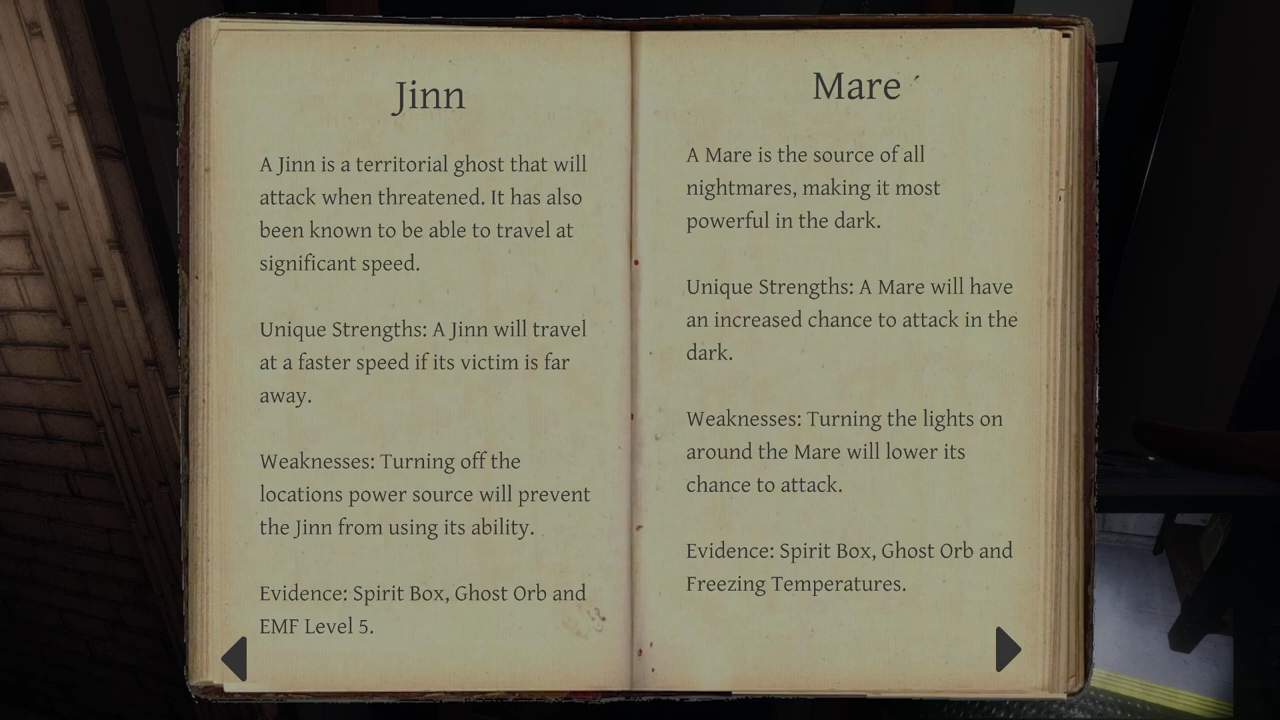 Jinn
A Jinn is a territorial ghost that will
attack when threatened. It has also
been known to be able to travel at
significant speed.
Unique Strengths: A Jinn will travel
at a faster speed if its victim is far
away.
Weaknesses: Turning off the
locations power source will prevent
the Jinn from using its ability.
Evidence: Spirit Box, Ghost Orb and
EMF Level 5.
Mare
A Mare is the source of all
nightmares, making it most
powerful in the dark.
Unique Strengths: A Mare will have
an increased chance to attack in the
dark.
Weaknesses: Turning the lights on
around the Mare will lower its
chance to attack.
Evidence: Spirit Box, Ghost Orb and
Freezing Temperatures.